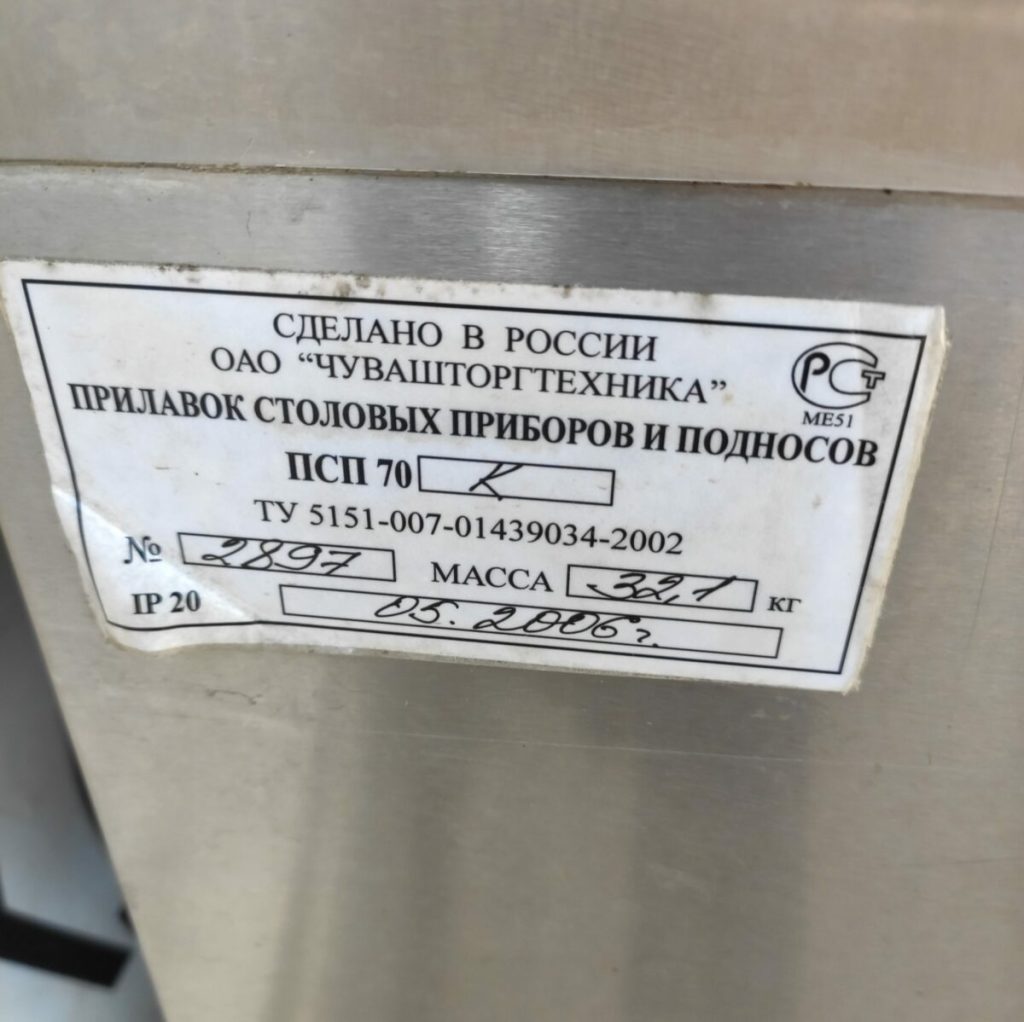 СДЕЛАНО В РОССИИ
ОАО “ЧУВАШТОРГТЕХНИКА”
РСТ
МЕ51
ПРИЛАВОК СТОЛОВЫХ ПРИБОРОВ И ПОДНОСОВ
ПСП 70 К
ТУ 5151-007-01439034-2002
№ 2897 МАССА 32,1 кг
IP 20 05.2006г.